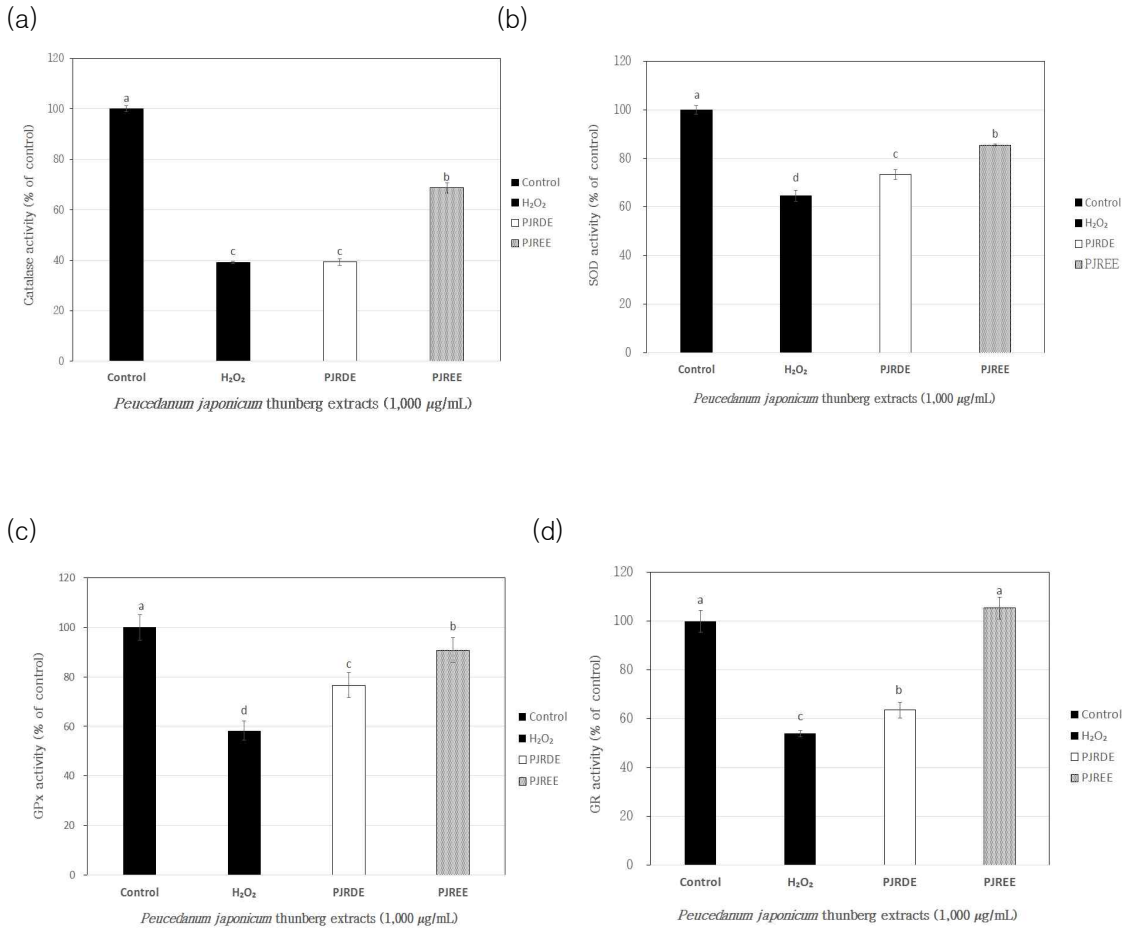 (a)
120
100
80
60
40
20
0
Catalase activity (% of control)
a
c
c
b
Control
H₂O₂
PJRDE
PJREE
Control
H₂O₂
PJRDE
PJREE
Peucedanum japonicum thunberg extracts (1,000 μg/mL)
(b)
120
100
80
60
40
20
0
SOD activity (% of control)
a
d
c
b
Control
H₂O₂
PJRDE
PJREE
Control
H₂O₂
PJRDE
PJREE
Peucedanum japonicum thunberg extracts (1,000 μg/mL)
(c)
120
100
80
60
40
20
0
GPx activity (% of control)
a
d
c
b
Control
H₂O₂
PJRDE
PJREE
Control
H₂O₂
PJRDE
PJREE
Peucedanum japonicum thunberg extracts (1,000 μg/mL)
(d)
120
100
80
60
40
20
0
GR activity (% of control)
a
c
b
a
Control
H₂O₂
PJRDE
PJREE
Control
H₂O₂
PJRDE
PJREE
Peucedanum japonicum thunberg extracts (1,000 μg/mL)